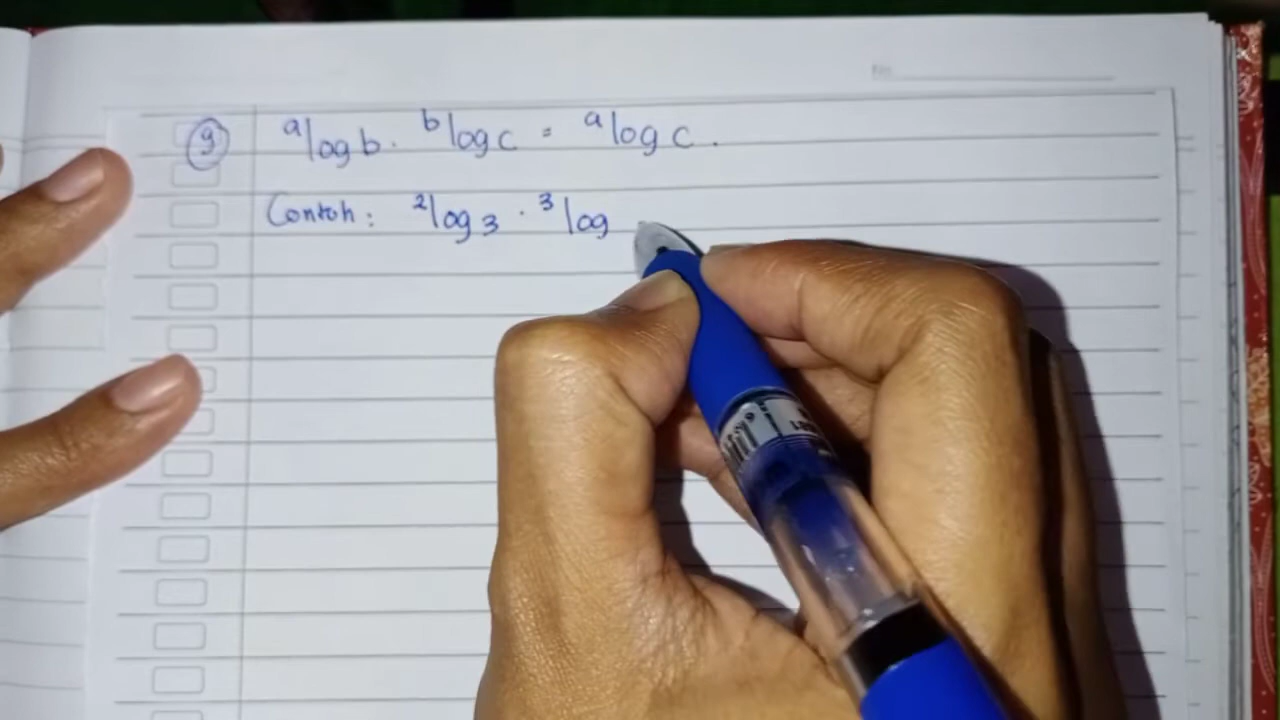 9 ᵃlog b . ᵇlog c = ᵃlog c .
Contoh : ²log 3 . ³log